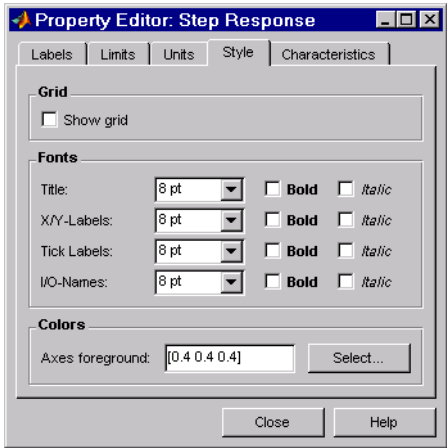 Property Editor: Step Response
Labels Limits Units Style Characteristics
Grid
Show grid
Fonts
Title: 8 pt Bold Italic
X/Y-Labels: 8 pt Bold Italic
Tick Labels: 8 pt Bold Italic
I/O-Names: 8 pt Bold Italic
Colors
Axes foreground: [0.4 0.4 0.4] Select...
Close Help